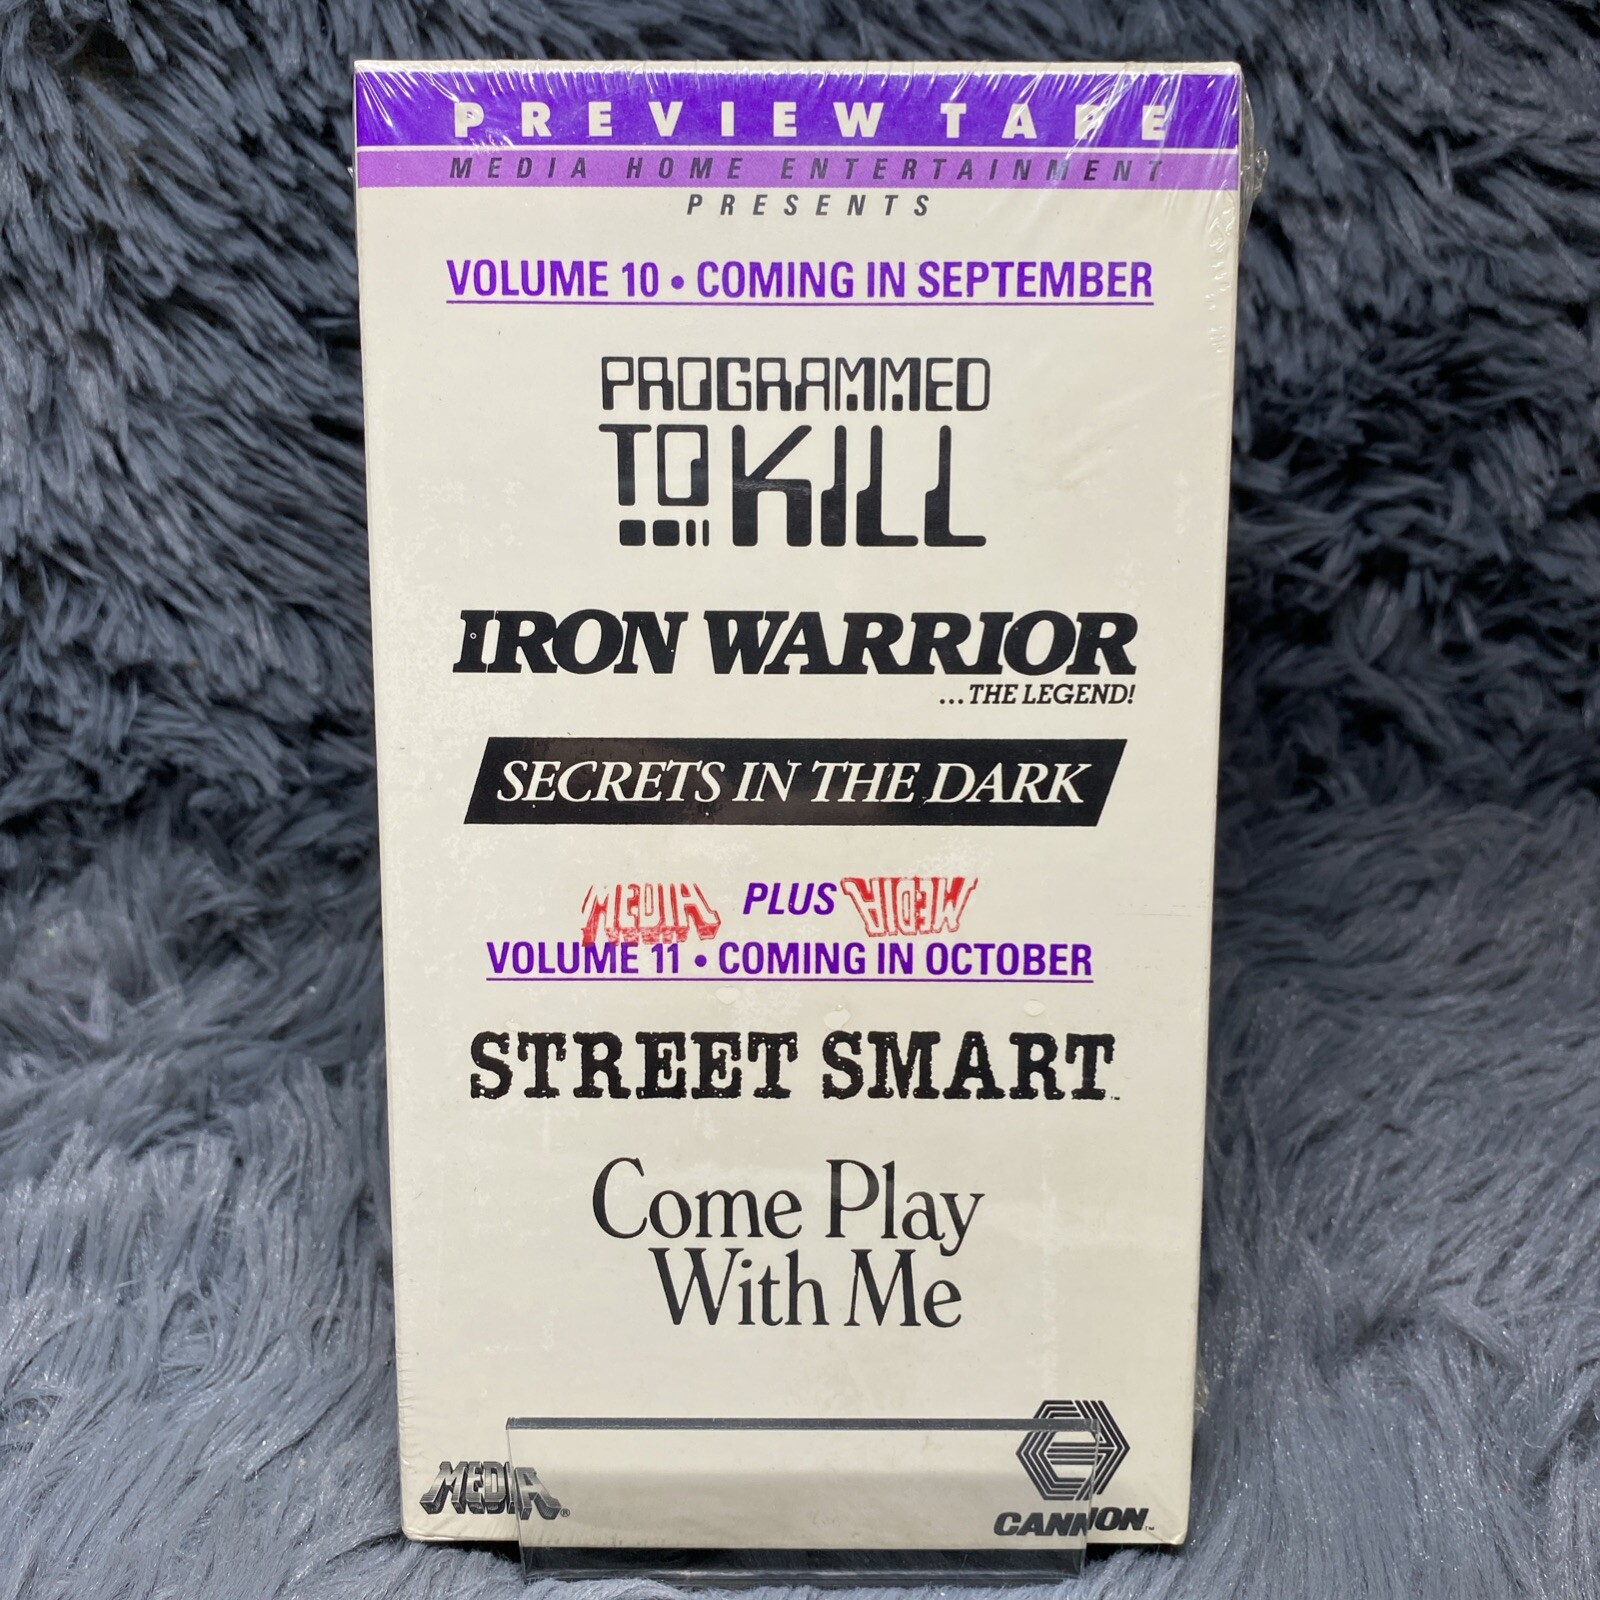 PREVIEW TAPE
MEDIA HOME ENTERTAINMENT
PRESENTS
VOLUME 10 • COMING IN SEPTEMBER
PROGRAMMED
TO KILL
IRON WARRIOR
...THE LEGEND!
SECRETS IN THE DARK
MEDIA PLUS MEDIA
VOLUME 11 • COMING IN OCTOBER
STREET SMART
Come Play
With Me
MEDIA®
CANNON™